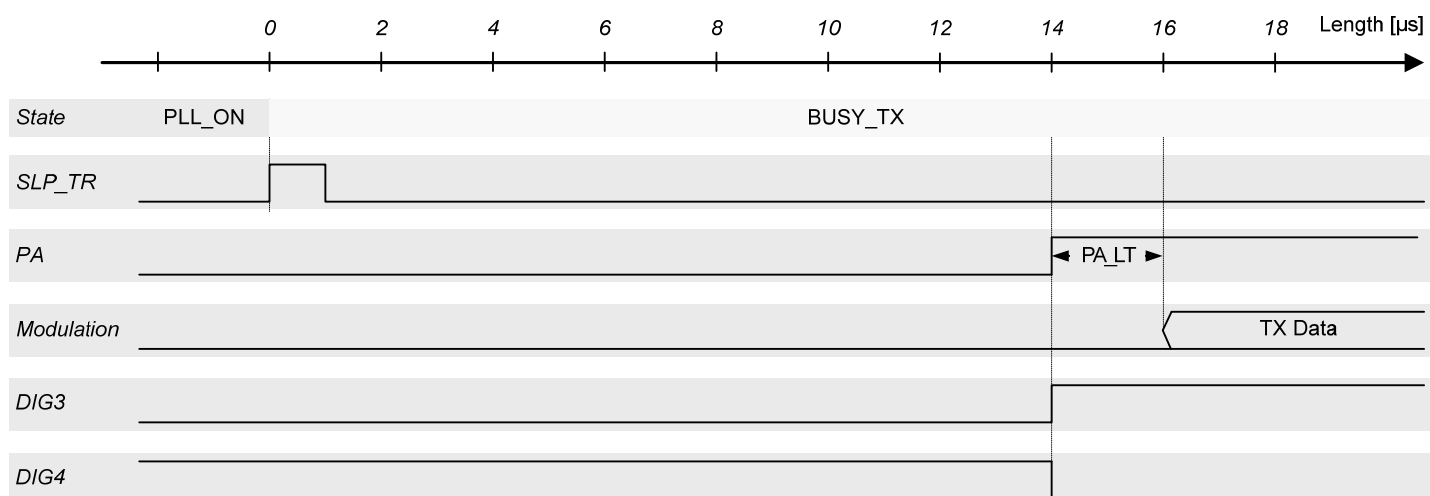 0 2 4 6 8 10 12 14 16 18 Length [µs]
State PLL_ON BUSY_TX
SLP_TR
PA PA_LT
Modulation TX Data
DIG3
DIG4